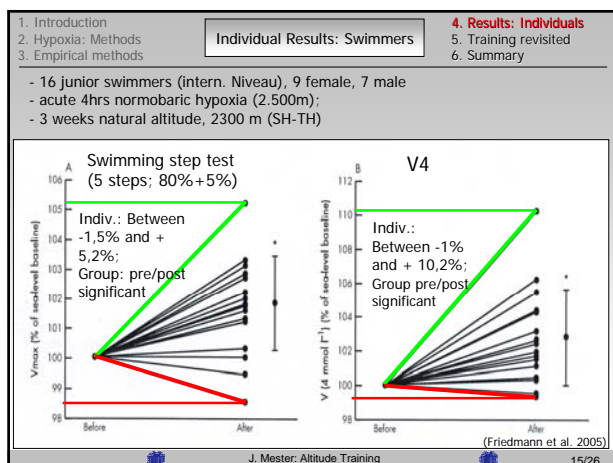 1. Introduction
2. Hypoxia: Methods
3. Empirical methods
Individual Results: Swimmers
4. Results: Individuals
5. Training revisited
6. Summary
- 16 junior swimmers (intern. Niveau), 9 female, 7 male
- acute 4hrs normobaric hypoxia (2.500m);
- 3 weeks natural altitude, 2300 m (SH-TH)
A
Swimming step test
(5 steps; 80%+5%)
Indiv.: Between
-1,5% and +
5,2%;
Group: pre/post
significant
Vmax (% of sea-level baseline)
106
105
104
103
102
101
100
99
98
Before
After
*
B
V4
Indiv.:
Between -1%
and + 10,2%;
Group pre/post
significant
V (4 mmol l⁻¹) (% of sea-level baseline)
112
110
108
106
104
102
100
98
Before
After
*
(Friedmann et al. 2005)
J. Mester: Altitude Training
15/26